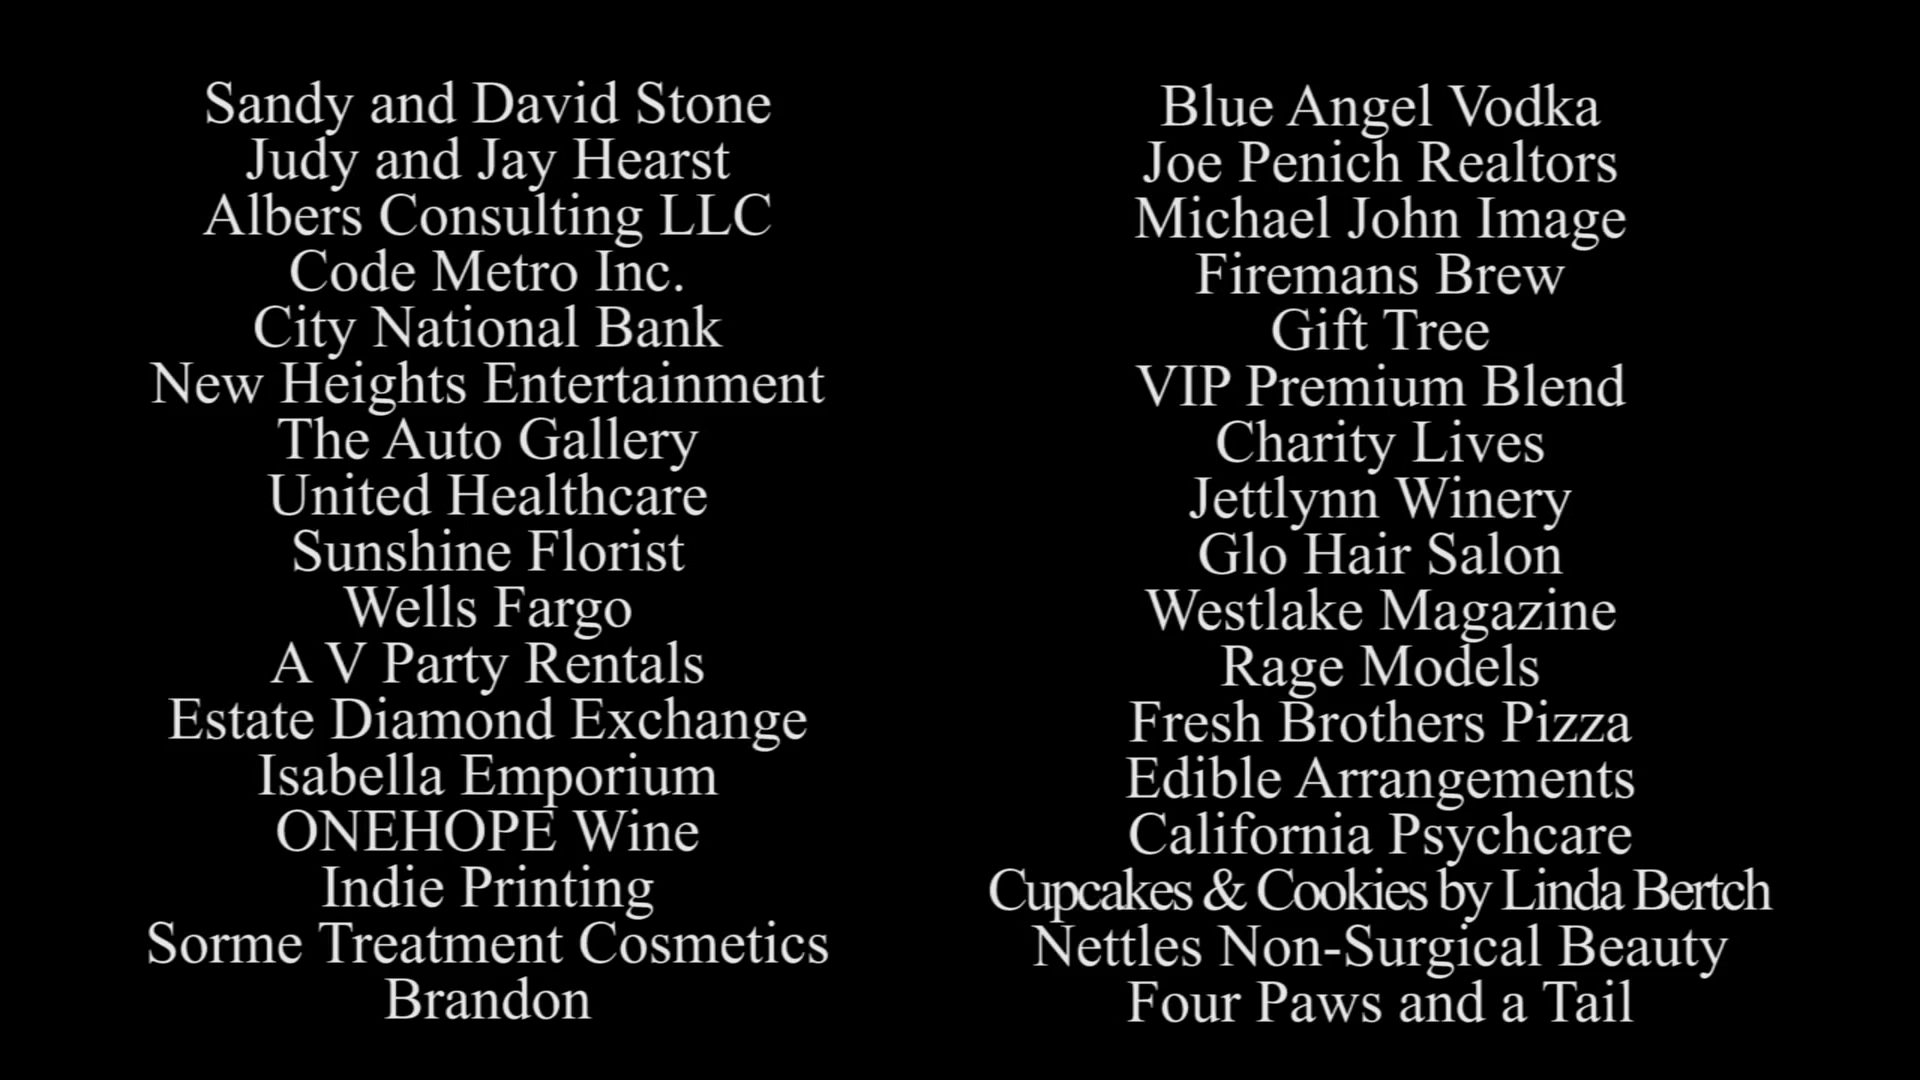 Sandy and David Stone
Judy and Jay Hearst
Albers Consulting LLC
Code Metro Inc.
City National Bank
New Heights Entertainment
The Auto Gallery
United Healthcare
Sunshine Florist
Wells Fargo
A V Party Rentals
Estate Diamond Exchange
Isabella Emporium
ONEHOPE Wine
Indie Printing
Sorme Treatment Cosmetics
Brandon
Blue Angel Vodka
Joe Penich Realtors
Michael John Image
Firemans Brew
Gift Tree
VIP Premium Blend
Charity Lives
Jettlynn Winery
Glo Hair Salon
Westlake Magazine
Rage Models
Fresh Brothers Pizza
Edible Arrangements
California Psychcare
Cupcakes & Cookies by Linda Bertch
Nettles Non-Surgical Beauty
Four Paws and a Tail